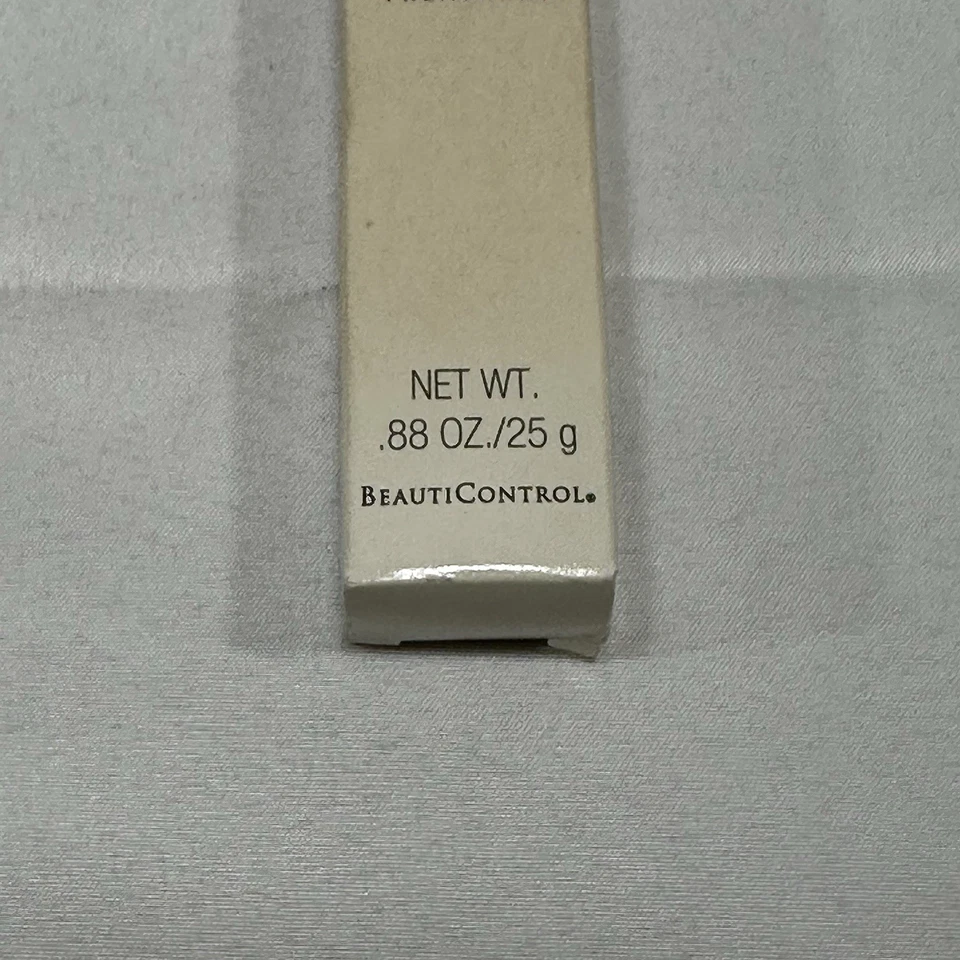 NET WT.
.88 OZ./25 g
BEAUTICONTROL®